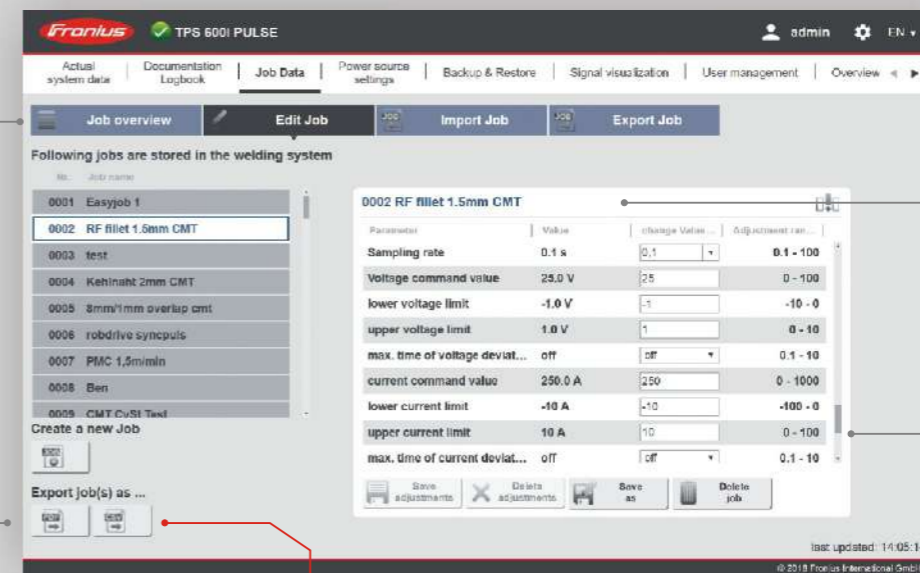 Fronius TPS 600I PULSE admin EN
Actual system data Documentation Logbook Job Data Power source settings Backup & Restore Signal visualization User management Overview
Job overview Edit Job Import Job Export Job
Following jobs are stored in the welding system
Nr. Job name
0001 Easyjob 1
0002 RF fillet 1.5mm CMT
0003 test
0004 Kehlnaht 2mm CMT
0005 8mm/1mm overlap cmt
0006 robdrive syncpuls
0007 PMC 1,5m/min
0008 Ben
0009 CMT CySt Test
Create a new Job
Export job(s) as ...
0002 RF fillet 1.5mm CMT
Parameter Value change Value ... Adjustment ran...
Sampling rate 0.1 s 0,1 0.1 - 100
Voltage command value 25.0 V 25 0 - 100
lower voltage limit -1.0 V -1 -10 - 0
upper voltage limit 1.0 V 1 0 - 10
max. time of voltage deviat... off off 0.1 - 10
current command value 250.0 A 250 0 - 1000
lower current limit -10 A -10 -100 - 0
upper current limit 10 A 10 0 - 100
max. time of current deviat... off off 0.1 - 10
Save adjustments Delete adjustments Save as Delete job
last updated: 14:05:1
© 2018 Fronius International GmbH